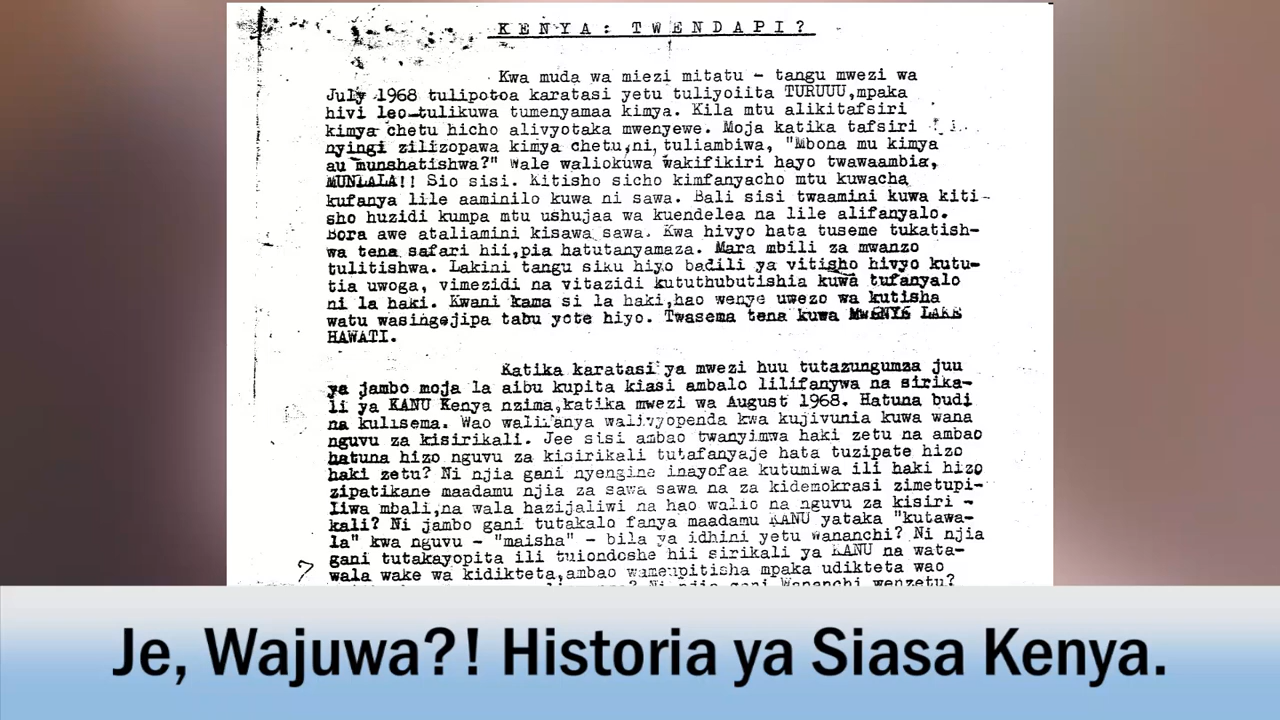 KENYA: TWENDAPI?
Kwa muda wa miezi mitatu - tangu mwezi wa
July 1968 tulipotoa karatasi yetu tuliyoiita TURUUU,mpaka
hivi leo tulikuwa tumenyamaa kimya. Kila mtu alikitafsiri
kimya chetu hicho alivyotaka mwenyewe. Moja katika tafsiri
nyingi zilizopawa kimya chetu,ni, tuliambiwa, "Mbona mu kimya
au munshatishwa?" Wale waliokuwa wakifikiri hayo twawaambia,
MUNLALA!! Sio sisi. Kitisho sicho kimfanyacho mtu kuwacha
kufanya lile aaminilo kuwa ni sawa. Bali sisi twaamini kuwa kiti-
sho huzidi kumpa mtu ushujaa wa kuendelea na lile alifanyalo.
Bora awe ataliamini kisawa sawa. Kwa hivyo hata tuseme tukatish-
wa tena safari hii,pia hatutanyamaza. Mara mbili za mwanzo
tulitishwa. Lakini tangu siku hiyo badili ya vitisho hivyo kutu-
tia uwoga, vimezidi na vitazidi kututhubutishia kuwa tufanyalo
ni la haki. Kwani kama si la haki,hao wenye uwezo wa kutisha
watu wasingejipa tabu yote hiyo. Twasema tena kuwa MWENYE LAKE
HAWATI.
Katika karatasi ya mwezi huu tutazungumza juu
ya jambo moja la aibu kupita kiasi ambalo lilifanywa na sirika-
li ya KANU Kenya nzima,katika mwezi wa August 1968. Hatuna budi
na kulisema. Wao walifanya walivyopenda kwa kujivunia kuwa wana
nguvu za kisirikali. Jee sisi ambao twanyimwa haki zetu na ambao
hatuna hizo nguvu za kisirikali tutafanyaje hata tuzipate hizo
haki zetu? Ni njia gani nyengine inayofaa kutumiwa ili haki hizo
zipatikane maadamu njia za sawa sawa na za kidemokrasi zimetupi-
liwa mbali,na wala hazijaliwi na hao walio na nguvu za kisiri -
kali? Ni jambo gani tutakalo fanya maadamu KANU yataka "kutawa-
la" kwa nguvu - "maisha" - bila ya idhini yetu wananchi? Ni njia
gani tutakayopita ili tuiondoshe hii sirikali ya KANU na wata-
wala wake wa kidikteta,ambao wameupitisha mpaka udikteta wao
Ni njia gani Wananchi wenzetu?
Je, Wajuwa?! Historia ya Siasa Kenya.